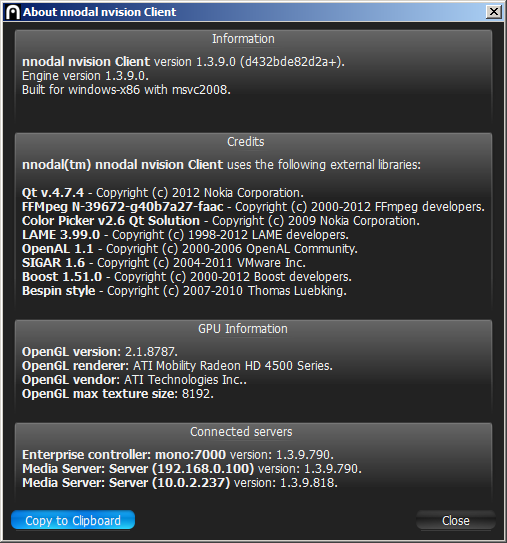 About nnodal nvision Client
Information
nnodal nvision Client version 1.3.9.0 (d432bde82d2a+).
Engine version 1.3.9.0.
Built for windows-x86 with msvc2008.
Credits
nnodal(tm) nnodal nvision Client uses the following external libraries:
Qt v.4.7.4 - Copyright (c) 2012 Nokia Corporation.
FFMpeg N-39672-g40b7a27-faac - Copyright (c) 2000-2012 FFmpeg developers.
Color Picker v2.6 Qt Solution - Copyright (c) 2009 Nokia Corporation.
LAME 3.99.0 - Copyright (c) 1998-2012 LAME developers.
OpenAL 1.1 - Copyright (c) 2000-2006 OpenAL Community.
SIGAR 1.6 - Copyright (c) 2004-2011 VMware Inc.
Boost 1.51.0 - Copyright (c) 2000-2012 Boost developers.
Bespin style - Copyright (c) 2007-2010 Thomas Luebking.
GPU Information
OpenGL version: 2.1.8787.
OpenGL renderer: ATI Mobility Radeon HD 4500 Series.
OpenGL vendor: ATI Technologies Inc..
OpenGL max texture size: 8192.
Connected servers
Enterprise controller: mono:7000 version: 1.3.9.790.
Media Server: Server (192.168.0.100) version: 1.3.9.790.
Media Server: Server (10.0.2.237) version: 1.3.9.818.
Copy to Clipboard
Close